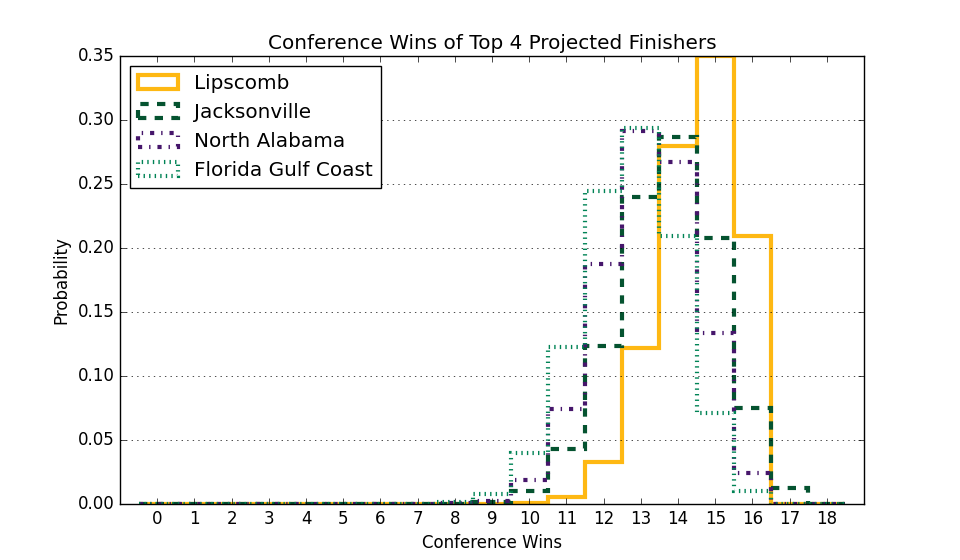 Conference Wins of Top 4 Projected Finishers
0.35
0.30
0.25
0.20
0.15
0.10
0.05
0.00
Probability
Lipscomb
Jacksonville
North Alabama
Florida Gulf Coast
0 1 2 3 4 5 6 7 8 9 10 11 12 13 14 15 16 17 18
Conference Wins